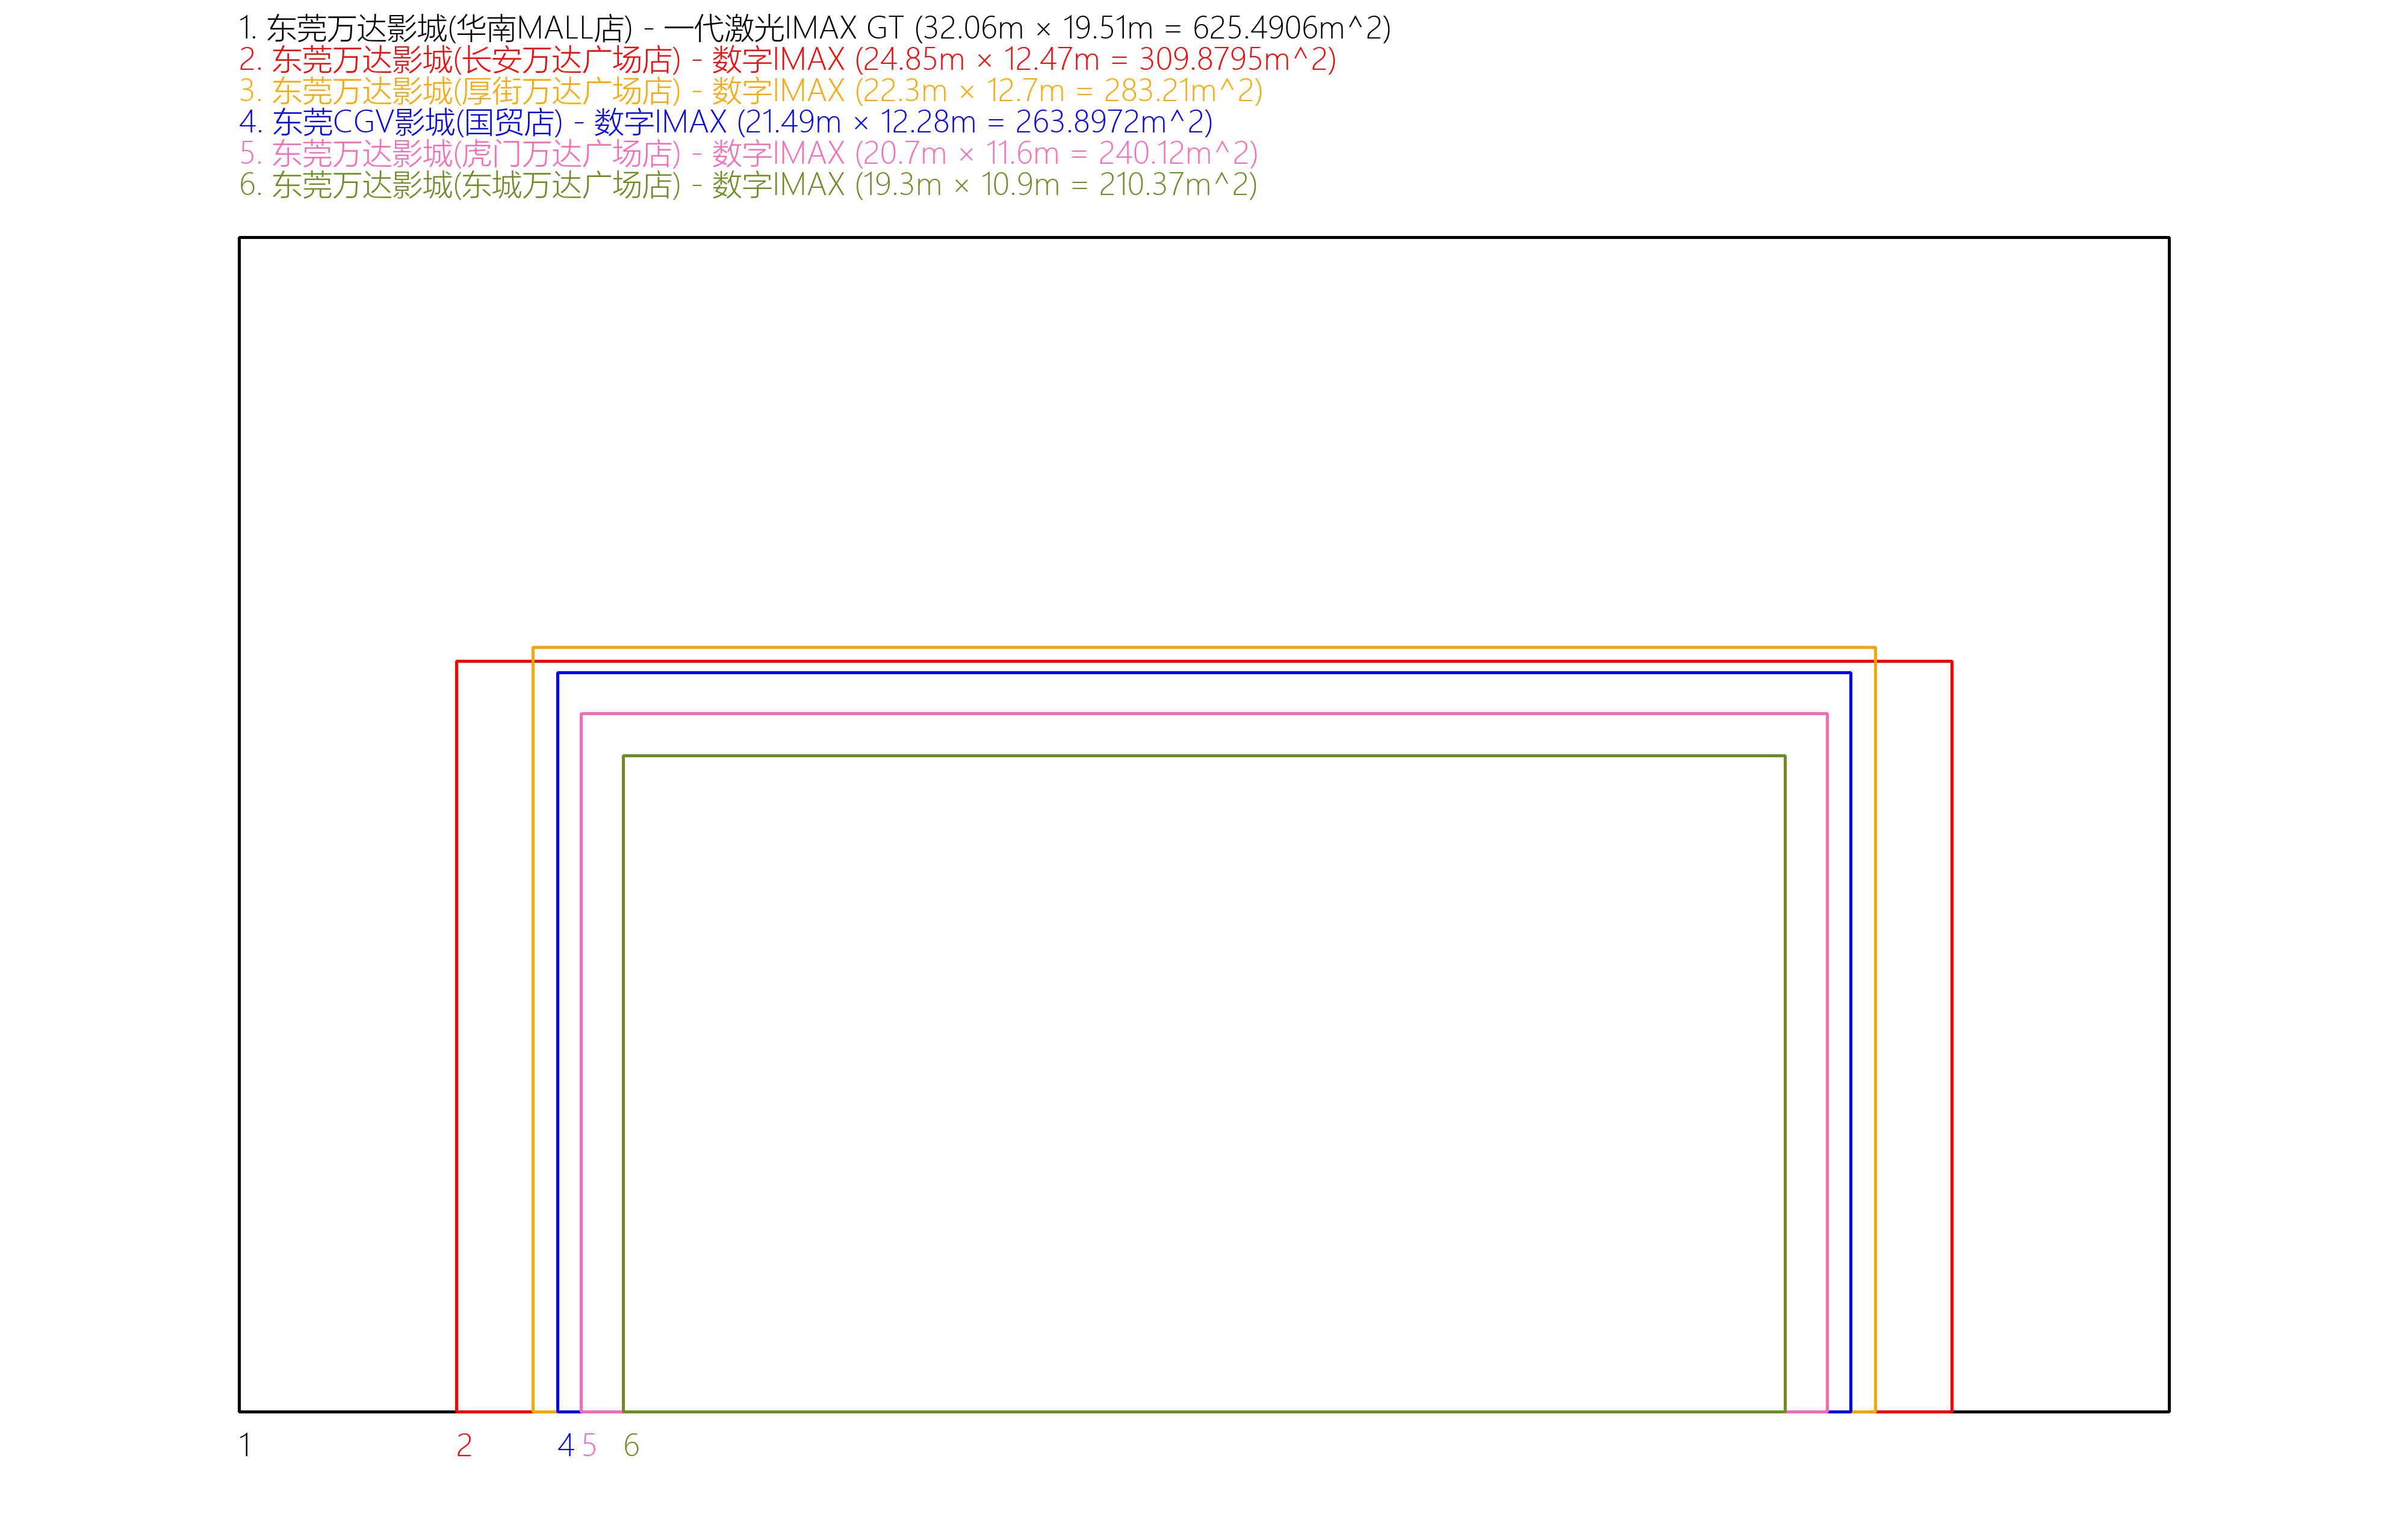 1. 东莞万达影城(华南MALL店) - 一代激光IMAX GT (32.06m × 19.51m = 625.4906m^2)
2. 东莞万达影城(长安万达广场店) - 数字IMAX (24.85m × 12.47m = 309.8795m^2)
3. 东莞万达影城(厚街万达广场店) - 数字IMAX (22.3m × 12.7m = 283.21m^2)
4. 东莞CGV影城(国贸店) - 数字IMAX (21.49m × 12.28m = 263.8972m^2)
5. 东莞万达影城(虎门万达广场店) - 数字IMAX (20.7m × 11.6m = 240.12m^2)
6. 东莞万达影城(东城万达广场店) - 数字IMAX (19.3m × 10.9m = 210.37m^2)
1 2 4 5 6